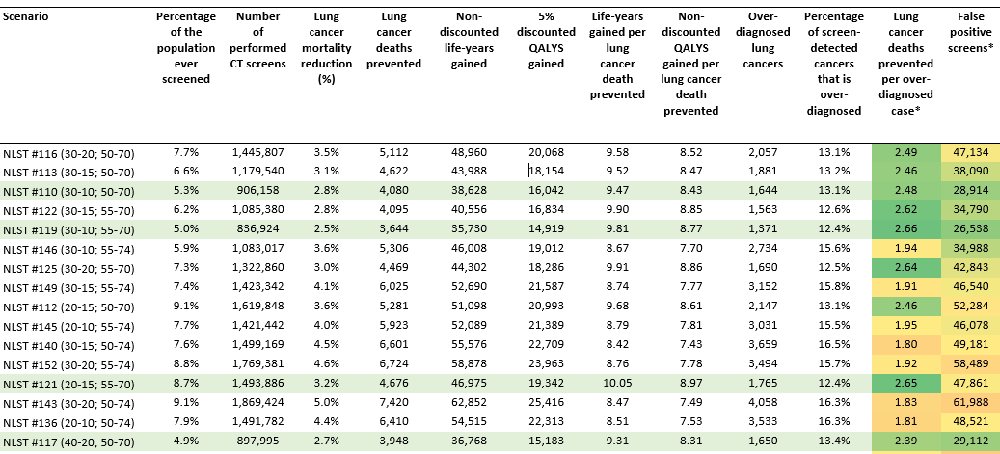 Scenario Percentage of the population ever screened Number of performed CT screens Lung cancer mortality reduction (%) Lung cancer deaths prevented Non-discounted life-years gained 5% discounted QALYS gained Life-years gained per lung cancer death prevented Non-discounted QALYS gained per lung cancer death prevented Over-diagnosed lung cancers Percentage of screen-detected cancers that is over-diagnosed Lung cancer deaths prevented per over-diagnosed case* False positive screens*
NLST #116 (30-20; 50-70) 7.7% 1,445,807 3.5% 5,112 48,960 20,068 9.58 8.52 2,057 13.1% 2.49 47,134
NLST #113 (30-15; 50-70) 6.6% 1,179,540 3.1% 4,622 43,988 18,154 9.52 8.47 1,881 13.2% 2.46 38,090
NLST #110 (30-10; 50-70) 5.3% 906,158 2.8% 4,080 38,628 16,042 9.47 8.43 1,644 13.1% 2.48 28,914
NLST #122 (30-15; 55-70) 6.2% 1,085,380 2.8% 4,095 40,556 16,834 9.90 8.85 1,563 12.6% 2.62 34,790
NLST #119 (30-10; 55-70) 5.0% 836,924 2.5% 3,644 35,730 14,919 9.81 8.77 1,371 12.4% 2.66 26,538
NLST #146 (30-10; 55-74) 5.9% 1,083,017 3.6% 5,306 46,008 19,012 8.67 7.70 2,734 15.6% 1.94 34,988
NLST #125 (30-20; 55-70) 7.3% 1,322,860 3.0% 4,469 44,302 18,286 9.91 8.86 1,690 12.5% 2.64 42,843
NLST #149 (30-15; 55-74) 7.4% 1,423,342 4.1% 6,025 52,690 21,587 8.74 7.77 3,152 15.8% 1.91 46,540
NLST #112 (20-15; 50-70) 9.1% 1,619,848 3.6% 5,281 51,098 20,993 9.68 8.61 2,147 13.1% 2.46 52,284
NLST #145 (20-10; 55-74) 7.7% 1,421,442 4.0% 5,923 52,089 21,389 8.79 7.81 3,031 15.5% 1.95 46,078
NLST #140 (30-15; 50-74) 7.6% 1,499,169 4.5% 6,601 55,576 22,709 8.42 7.43 3,659 16.5% 1.80 49,181
NLST #152 (30-20; 55-74) 8.8% 1,769,381 4.6% 6,724 58,878 23,963 8.76 7.78 3,494 15.7% 1.92 58,489
NLST #121 (20-15; 55-70) 8.7% 1,493,886 3.2% 4,676 46,975 19,342 10.05 8.97 1,765 12.4% 2.65 47,861
NLST #143 (30-20; 50-74) 9.1% 1,869,424 5.0% 7,420 62,852 25,416 8.47 7.49 4,058 16.3% 1.83 61,988
NLST #136 (20-10; 50-74) 7.9% 1,491,782 4.4% 6,410 54,515 22,313 8.51 7.53 3,533 16.3% 1.81 48,521
NLST #117 (40-20; 50-70) 4.9% 897,995 2.7% 3,948 36,768 15,183 9.31 8.31 1,650 13.4% 2.39 29,112